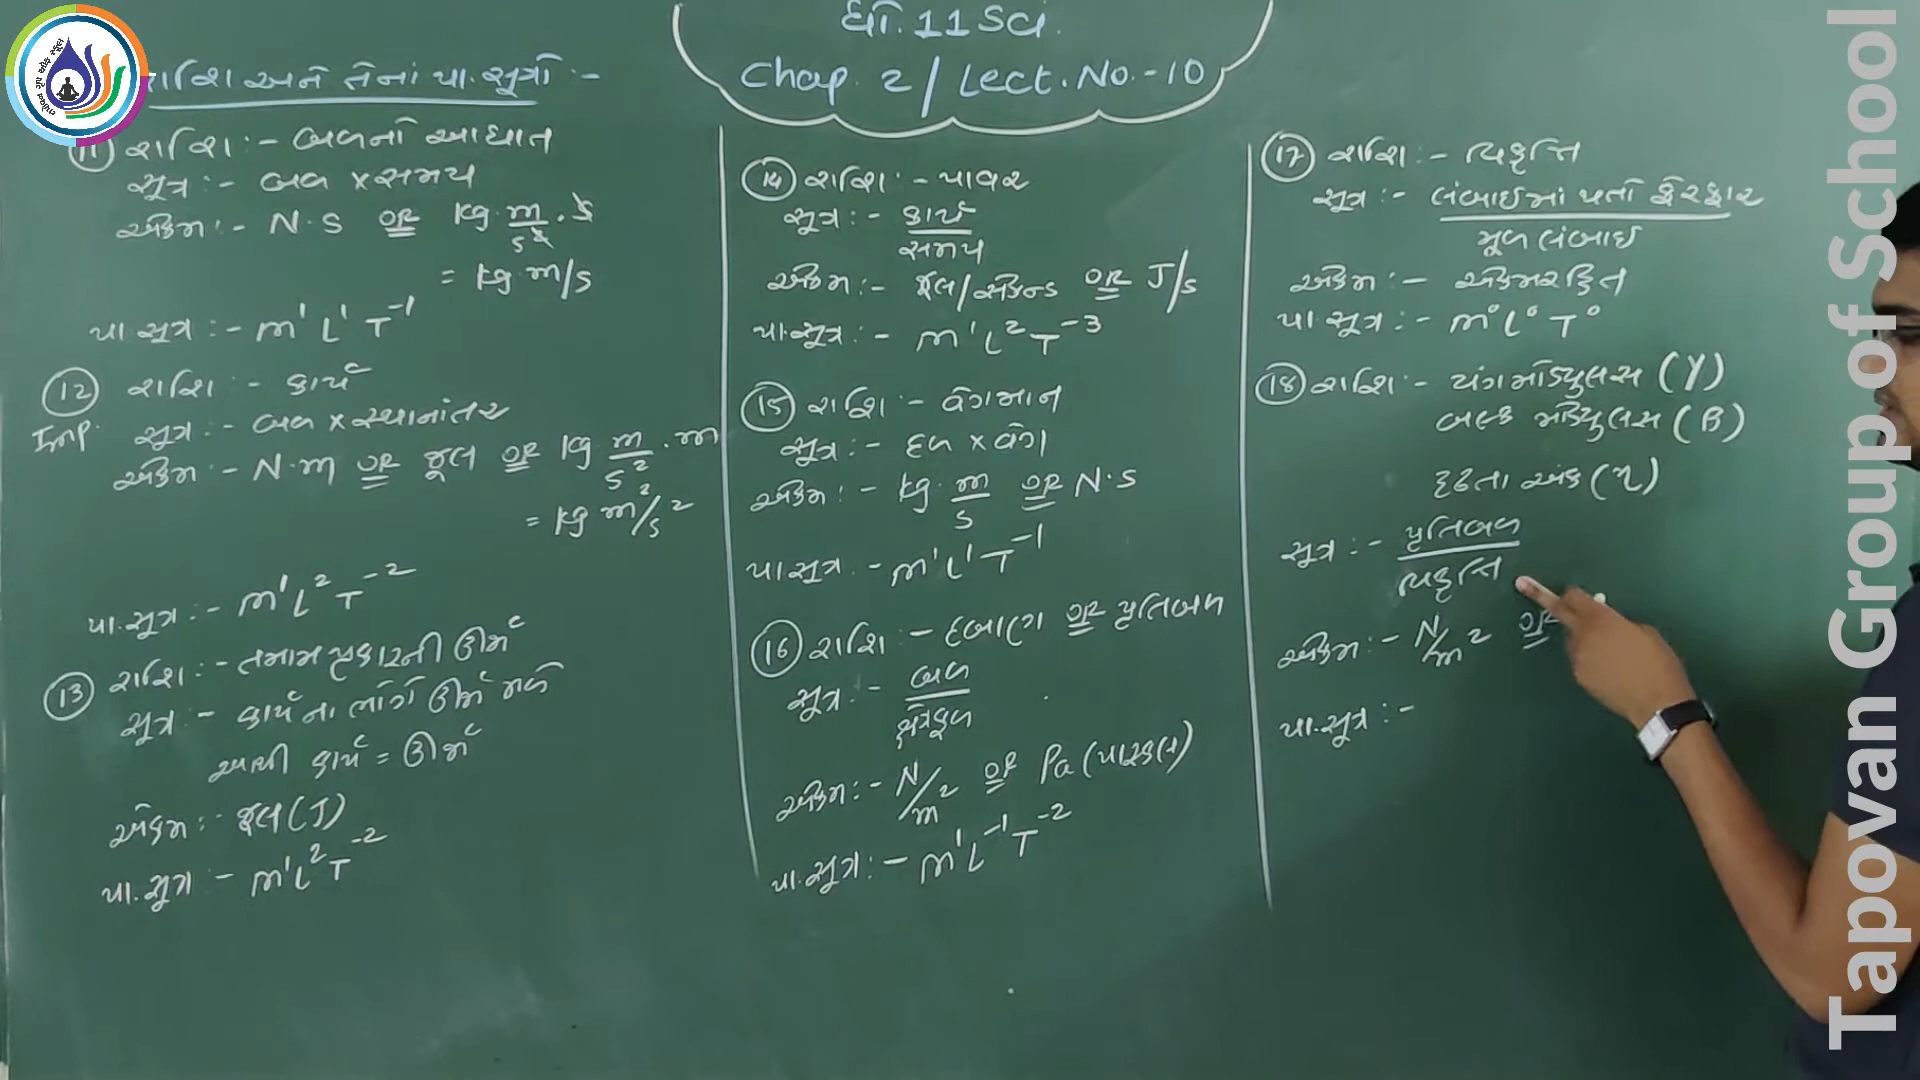 ધો.11 Sci.
Chap. 2 / Lect. No.-10
રાશિ અને તેનાં પા.સૂત્રો :-
11 રાશિ :- બળનો આઘાત
સૂત્ર :- બળ × સમય
એકમ :- N·S OR kg·m/s² · s
= kg·m/s
પા.સૂત્ર :- M¹ L¹ T⁻¹
12 રાશિ :- કાર્ય
Imp. સૂત્ર :- બળ × સ્થાનાંતર
એકમ :- N·m OR જૂલ OR kg·m/s² · m
= kg m²/s²
પા.સૂત્ર :- M¹ L² T⁻²
13 રાશિ :- તમામ પ્રકારની ઊર્જા
સૂત્ર :- કાર્ય ના ભોગે ઊર્જા મળે
આથી કાર્ય = ઊર્જા
એકમ :- જૂલ (J)
પા.સૂત્ર :- M¹ L² T⁻²
14 રાશિ :- પાવર
સૂત્ર :- કાર્ય
સમય
એકમ :- જૂલ/સેકન્ડ OR J/s
પા.સૂત્ર :- M¹ L² T⁻³
15 રાશિ :- વેગમાન
સૂત્ર :- દળ × વેગ
એકમ :- kg·m/s OR N·S
પા.સૂત્ર :- M¹ L¹ T⁻¹
16 રાશિ :- દબાણ OR પ્રતિબળ
સૂત્ર :- બળ
ક્ષેત્રફળ
એકમ :- N/m² OR Pa (પાસ્કલ)
પા.સૂત્ર :- M¹ L⁻¹ T⁻²
17 રાશિ :- વિકૃતિ
સૂત્ર :- લંબાઈમાં થતો ફેરફાર
મૂળ લંબાઈ
એકમ :- એકમરહિત
પા.સૂત્ર :- M⁰ L⁰ T⁰
18 રાશિ :- યંગ મોડ્યુલસ (Y)
બલ્ક મોડ્યુલસ (B)
દૃઢતા અંક (η)
સૂત્ર :- પ્રતિબળ
વિકૃતિ
એકમ :- N/m² OR
પા.સૂત્ર :-
Tapovan Group of School